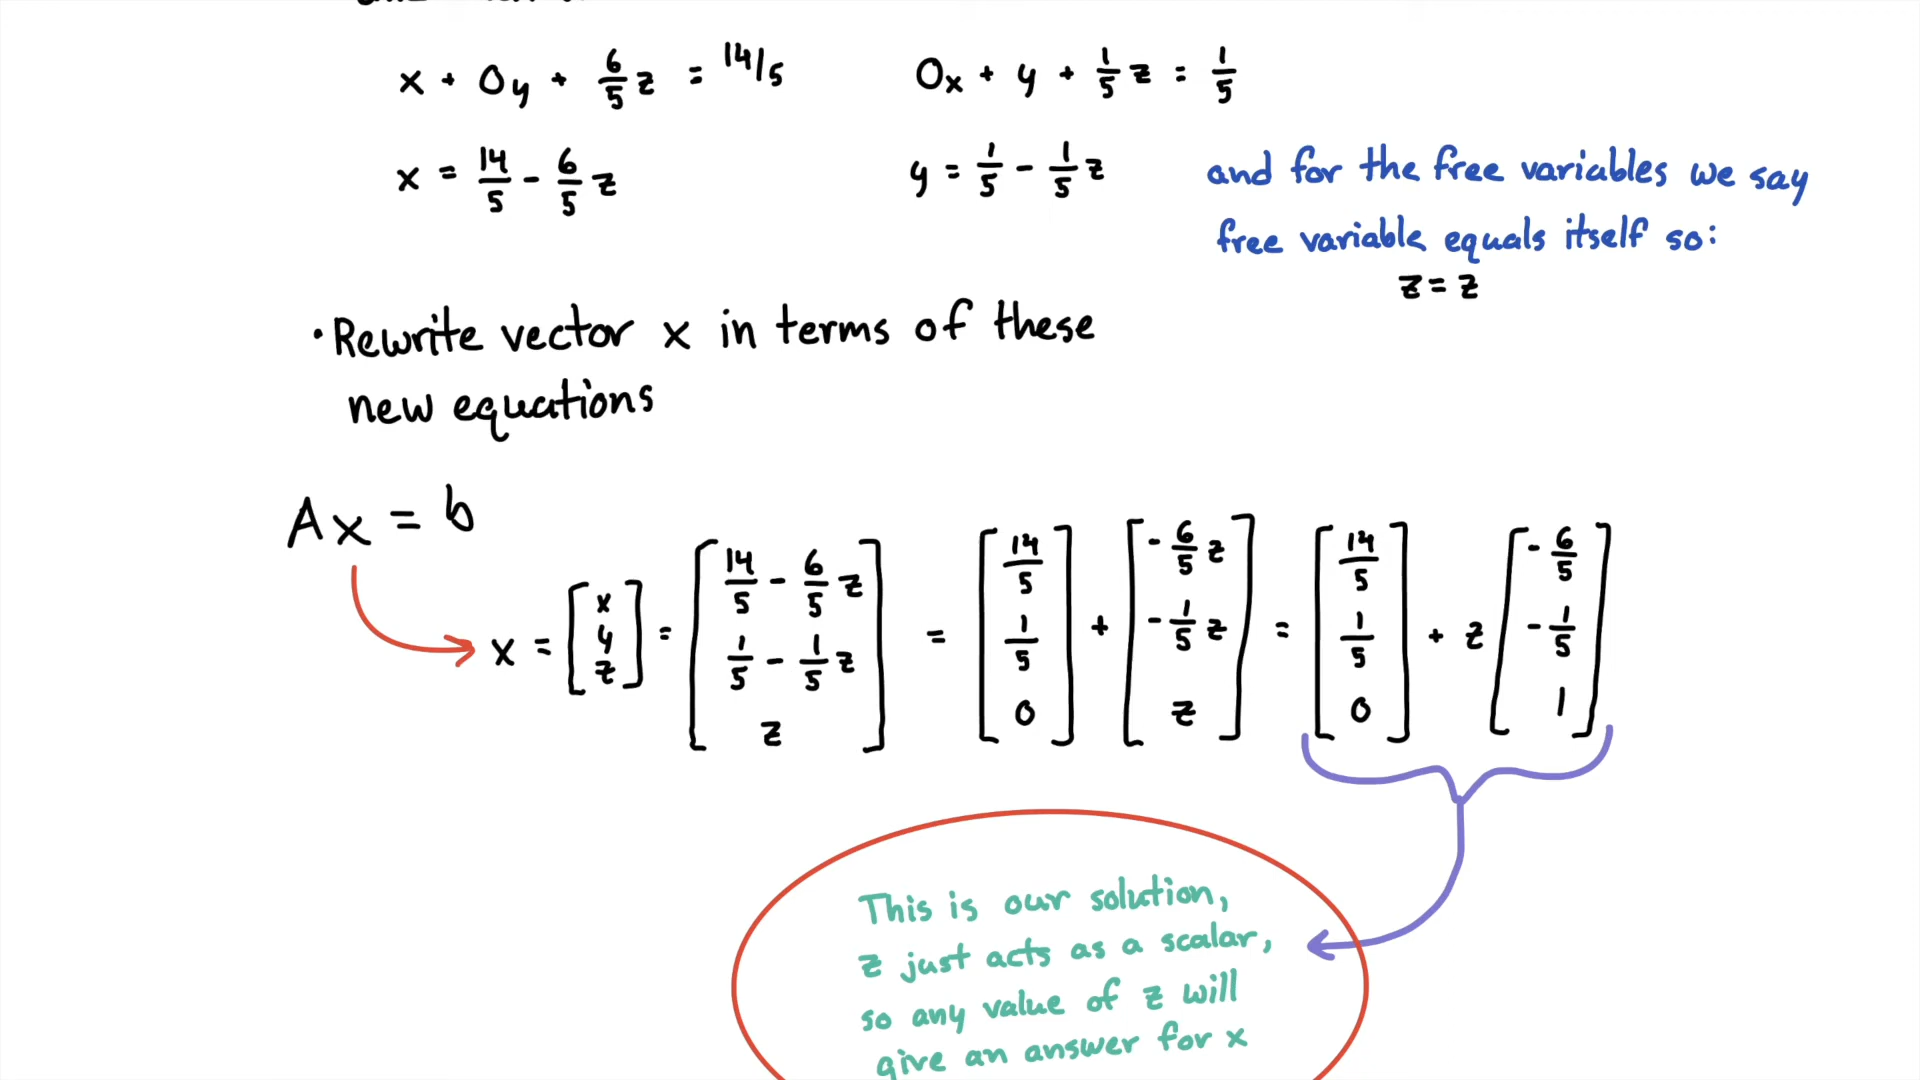 x + 0y + 6/5 z = 14/5
0x + y + 1/5 z = 1/5
x = 14/5 - 6/5 z
y = 1/5 - 1/5 z
and for the free variables we say
free variable equals itself so:
z = z
• Rewrite vector x in terms of these
new equations
Ax = b
x = [x y z] = [14/5 - 6/5 z 1/5 - 1/5 z z] = [14/5 1/5 0] + [-6/5 z -1/5 z z] = [14/5 1/5 0] + z [-6/5 -1/5 1]
This is our solution,
z just acts as a scalar,
so any value of z will
give an answer for x